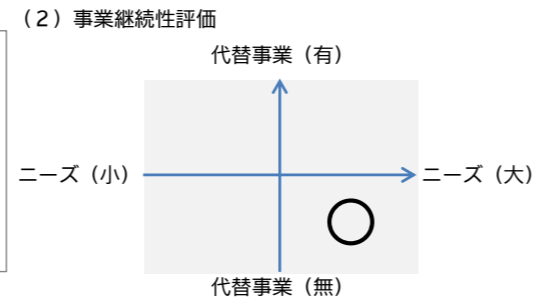 （２）事業継続性評価
代替事業（有）
ニーズ（小）
ニーズ（大）
代替事業（無）